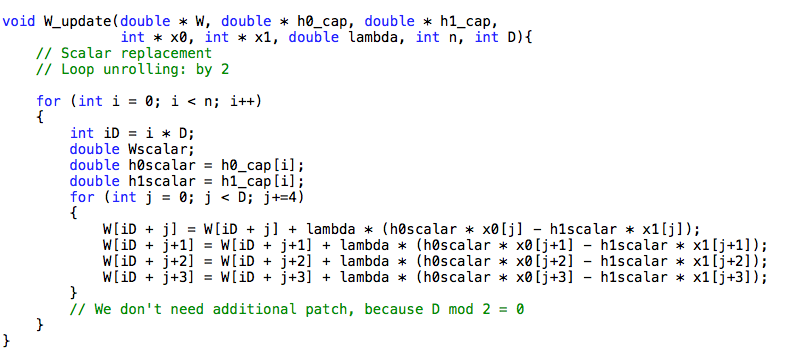 void W_update(double * W, double * h0_cap, double * h1_cap,
              int * x0, int * x1, double lambda, int n, int D){
    // Scalar replacement
    // Loop unrolling: by 2

    for (int i = 0; i < n; i++)
    {
        int iD = i * D;
        double Wscalar;
        double h0scalar = h0_cap[i];
        double h1scalar = h1_cap[i];
        for (int j = 0; j < D; j+=4)
        {
            W[iD + j] = W[iD + j] + lambda * (h0scalar * x0[j] - h1scalar * x1[j]);
            W[iD + j+1] = W[iD + j+1] + lambda * (h0scalar * x0[j+1] - h1scalar * x1[j+1]);
            W[iD + j+2] = W[iD + j+2] + lambda * (h0scalar * x0[j+2] - h1scalar * x1[j+2]);
            W[iD + j+3] = W[iD + j+3] + lambda * (h0scalar * x0[j+3] - h1scalar * x1[j+3]);
        }
        // We don't need additional patch, because D mod 2 = 0
    }
}